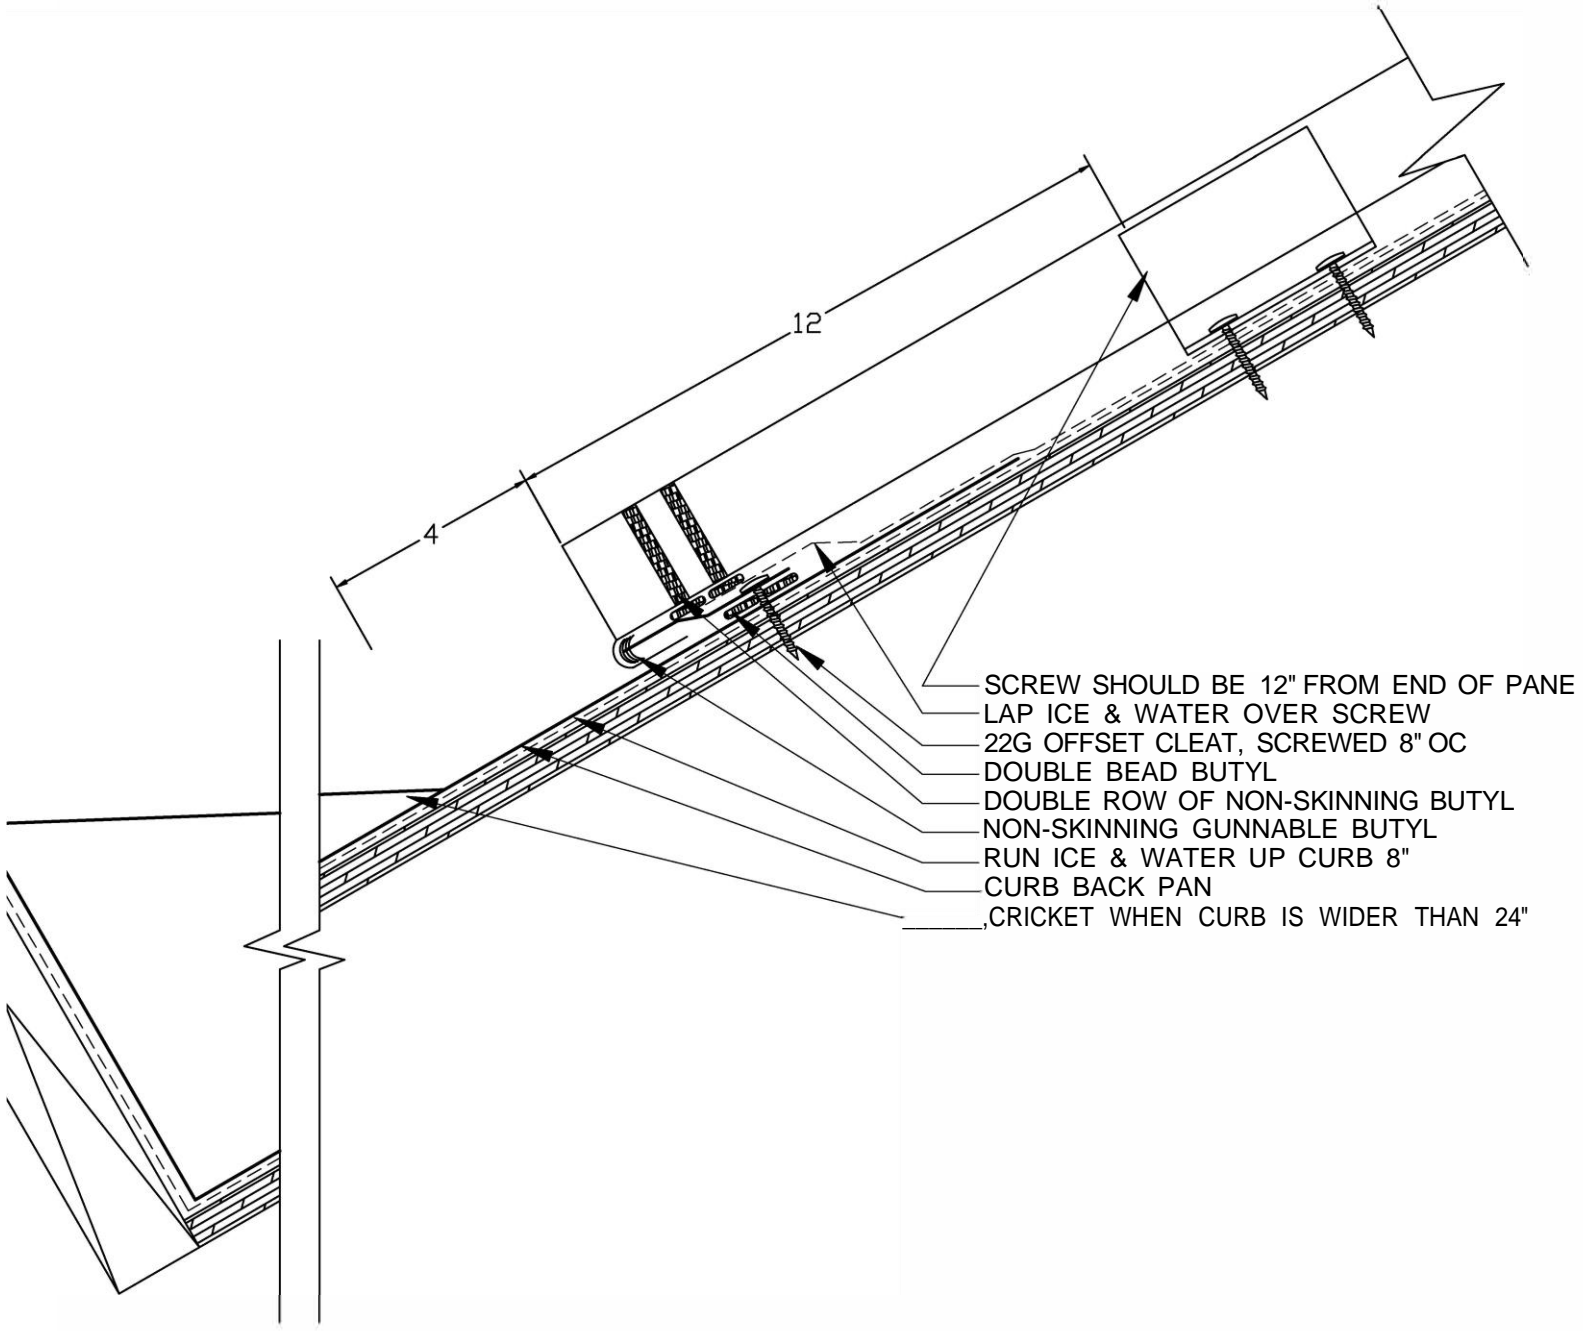 12
4
SCREW SHOULD BE 12" FROM END OF PANE
LAP ICE & WATER OVER SCREW
22G OFFSET CLEAT, SCREWED 8" OC
DOUBLE BEAD BUTYL
DOUBLE ROW OF NON-SKINNING BUTYL
NON-SKINNING GUNNABLE BUTYL
RUN ICE & WATER UP CURB 8"
CURB BACK PAN
______,CRICKET WHEN CURB IS WIDER THAN 24"